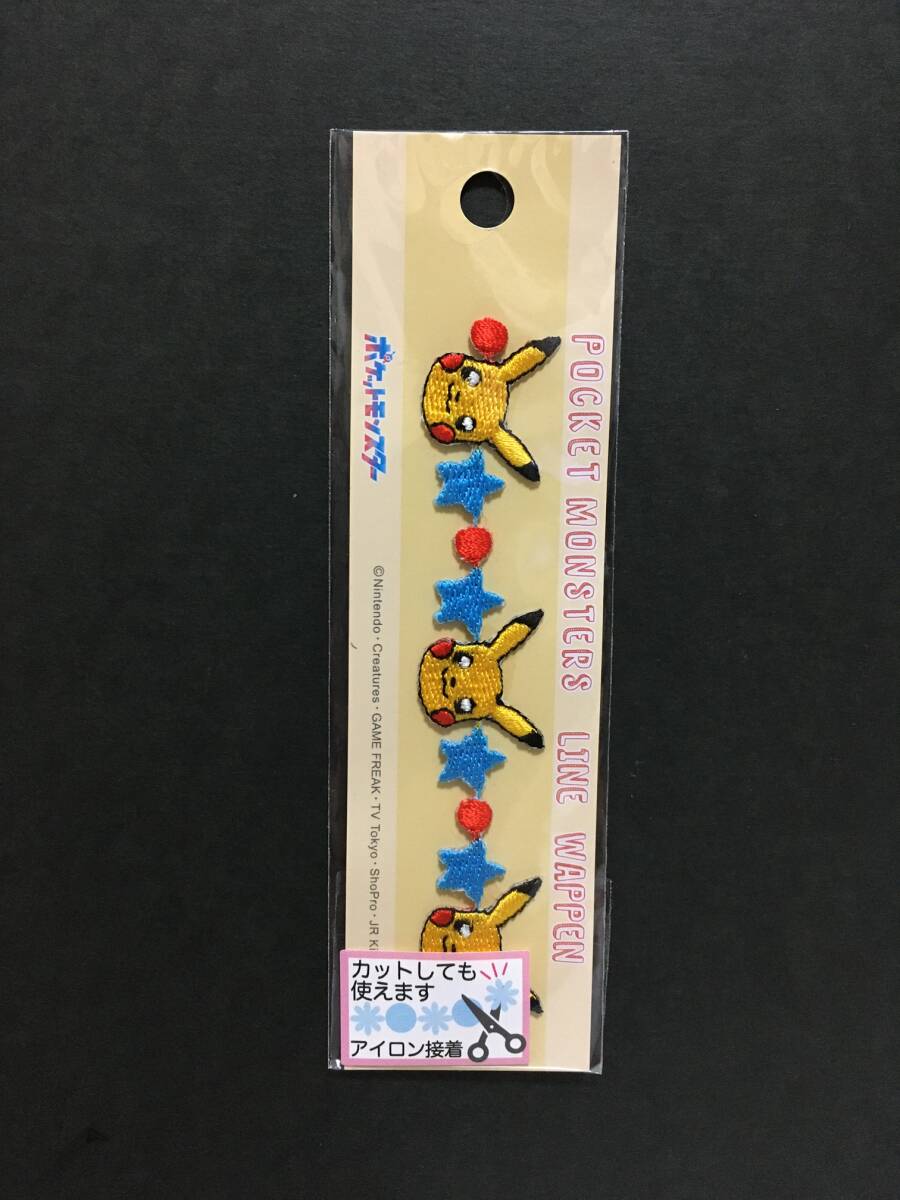 POCKET MONSTERS LINE WAPPEN
ポケットモンスター
©Nintendo・Creatures・GAME FREAK・TV Tokyo・ShoPro・JR Ki
カットしても
使えます
アイロン接着